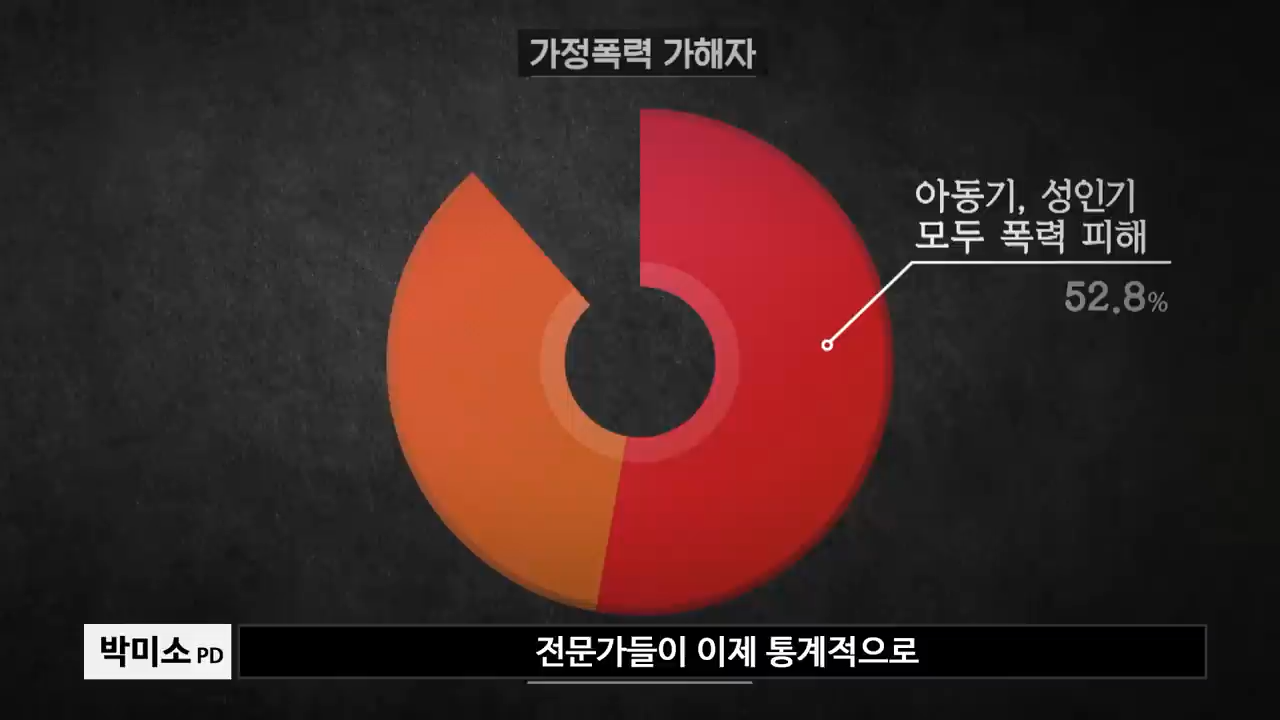 가정폭력 가해자
아동기, 성인기
모두 폭력 피해
52.8%
박미소 PD
전문가들이 이제 통계적으로